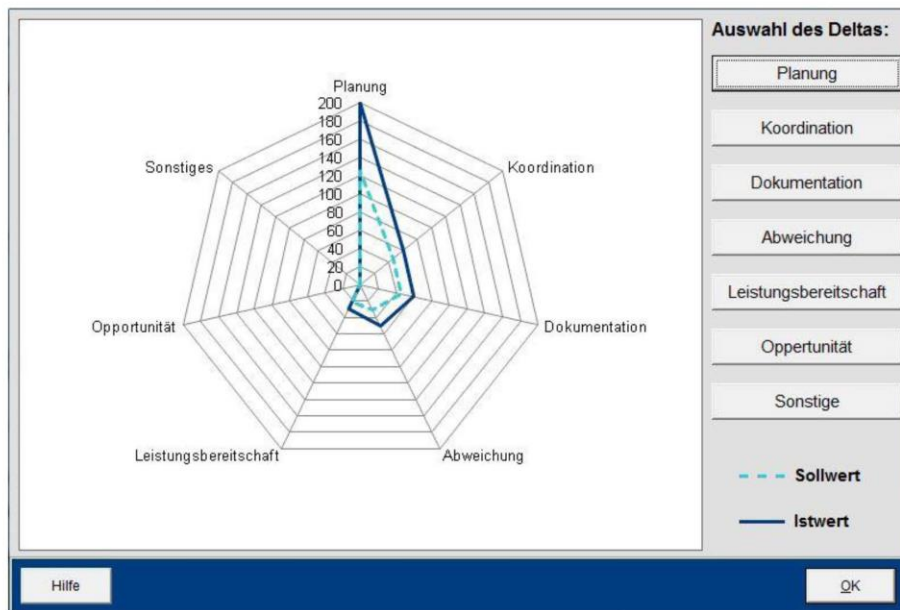 Auswahl des Deltas:
Planung
Koordination
Dokumentation
Abweichung
Leistungsbereitschaft
Oppertunität
Sonstige
Sollwert
Istwert
Planung
200
180
160
140
120
100
80
60
40
20
0
Sonstiges
Koordination
Opportunität
Dokumentation
Leistungsbereitschaft
Abweichung
Hilfe
OK